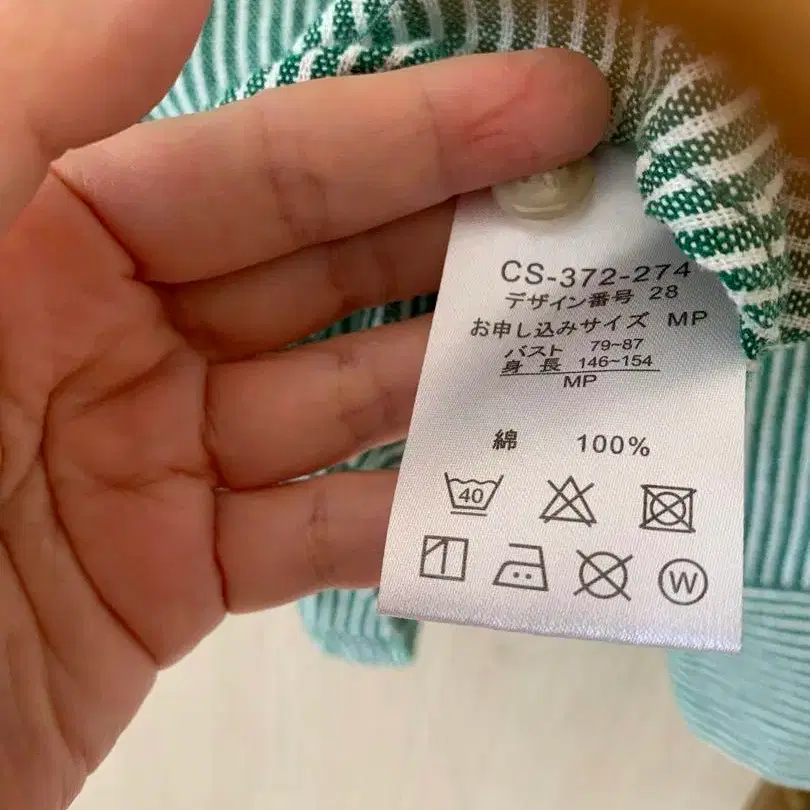 CS-372-274
デザイン番号 28
お申し込みサイズ MP
バスト 79~87
身長 146~154
MP
綿 100%
40
W